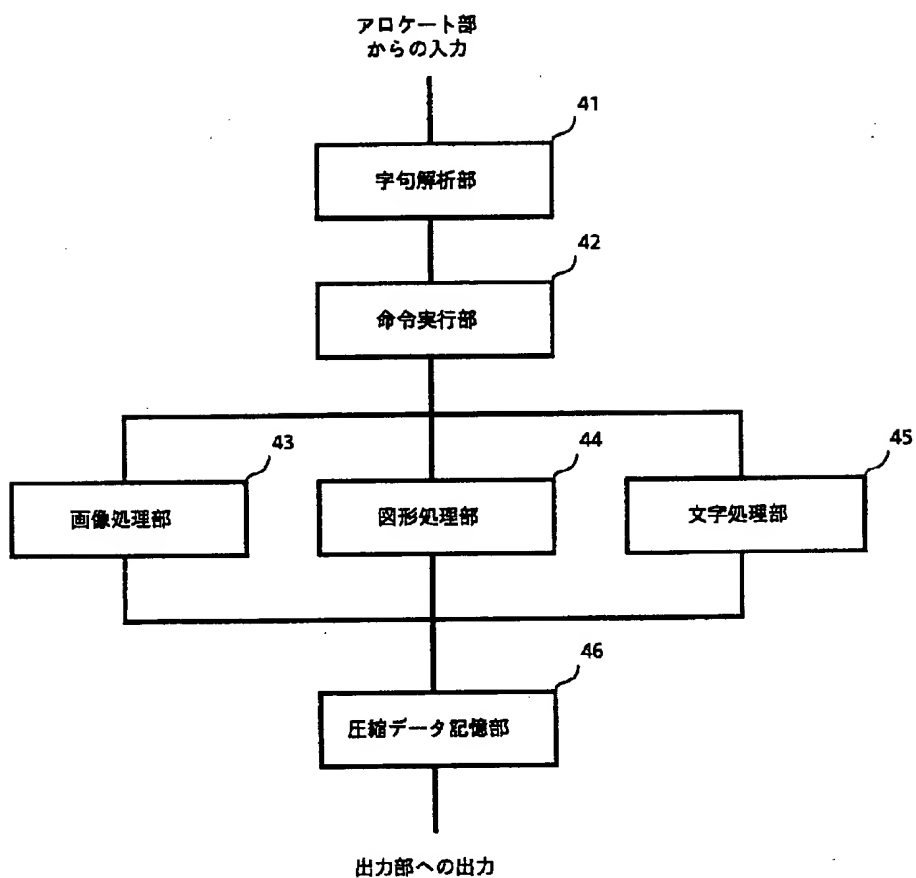 アロケート部
からの入力
41
字句解析部
42
命令実行部
43
44
45
画像処理部
図形処理部
文字処理部
46
圧縮データ記憶部
出力部への出力